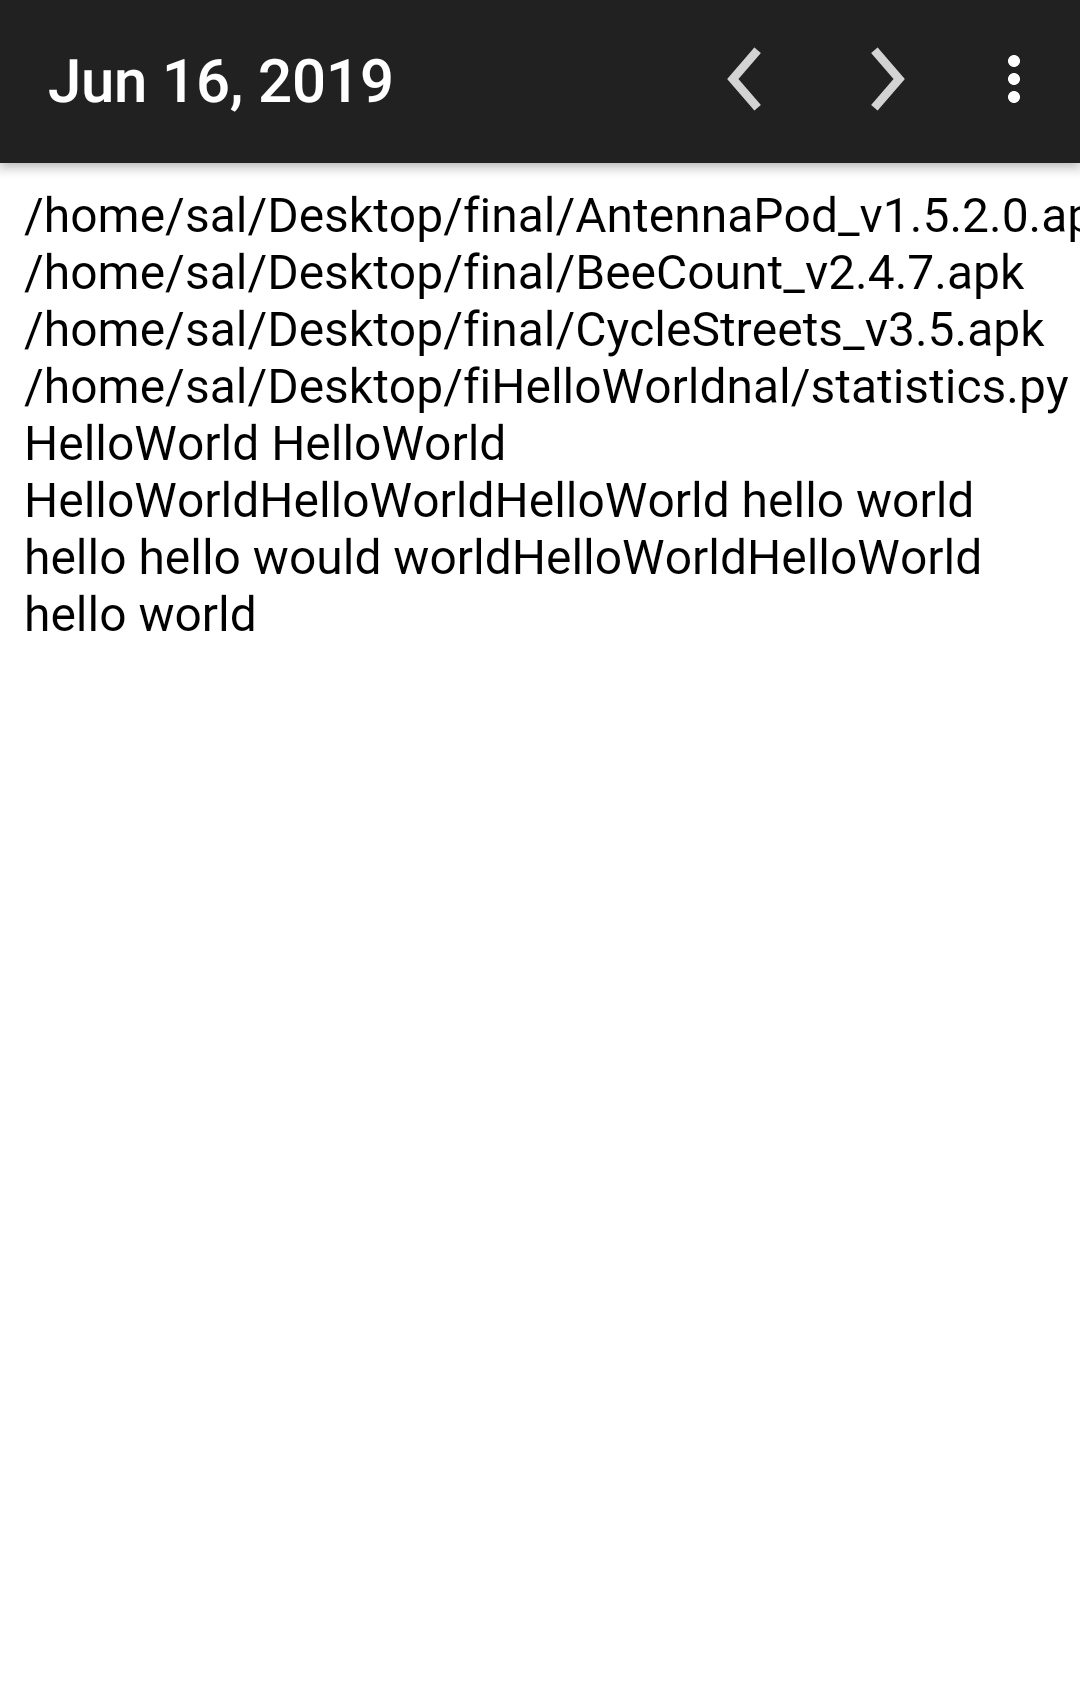 Jun 16, 2019
/home/sal/Desktop/final/AntennaPod_v1.5.2.0.ap
/home/sal/Desktop/final/BeeCount_v2.4.7.apk
/home/sal/Desktop/final/CycleStreets_v3.5.apk
/home/sal/Desktop/fiHelloWorldnal/statistics.py
HelloWorld HelloWorld
HelloWorldHelloWorldHelloWorld hello world
hello hello would worldHelloWorldHelloWorld
hello world